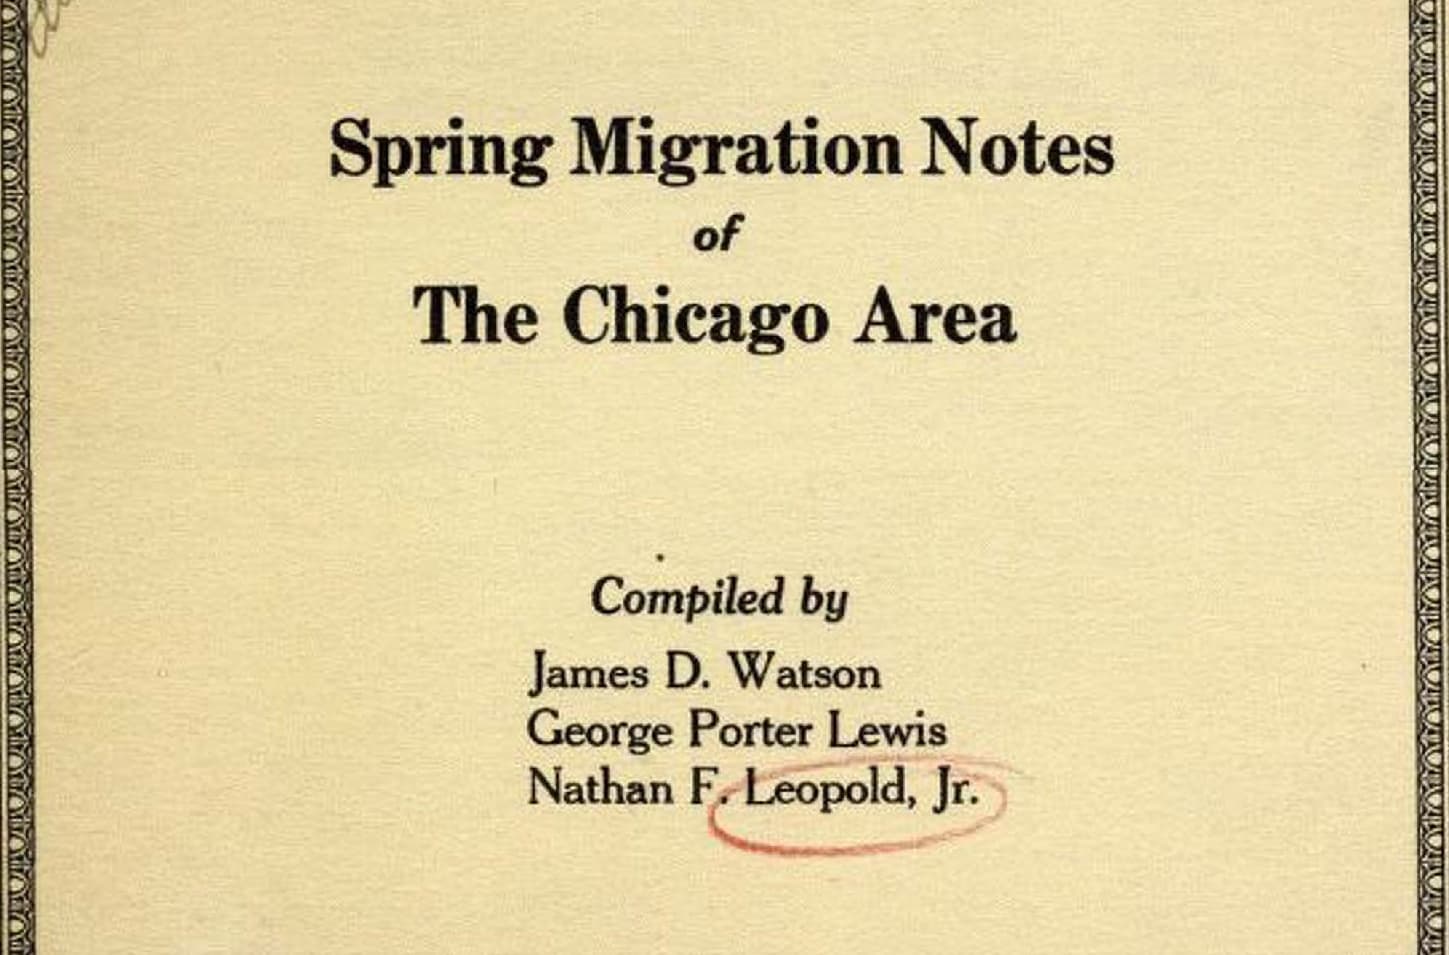 Spring Migration Notes
of
The Chicago Area
Compiled by
James D. Watson
George Porter Lewis
Nathan F. Leopold, Jr.